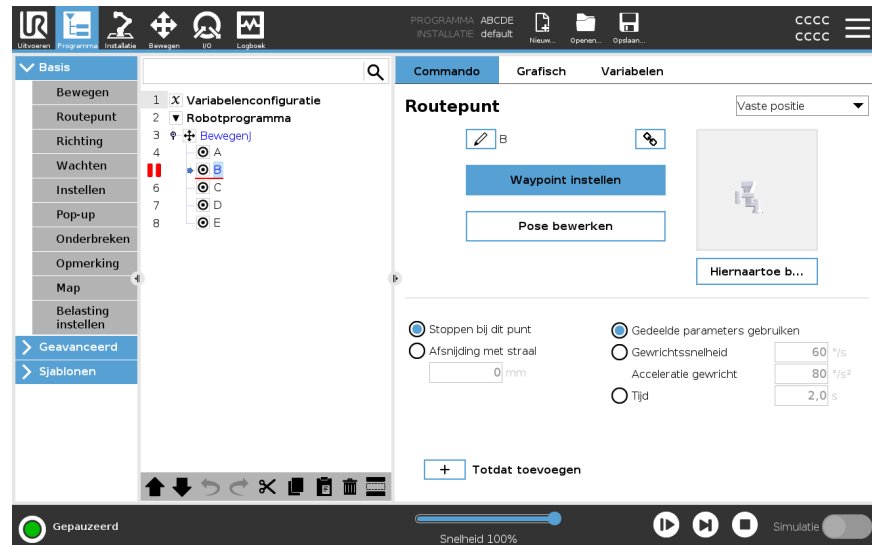 PROGRAMMA ABCDE
INSTALLATIE default
CCCC
CCCC
Uitvoeren Programma Installatie Bewegen I/O Logboek Nieuw... Openen... Opslaan...
Basis
Bewegen
Routepunt
Richting
Wachten
Instellen
Pop-up
Onderbreken
Opmerking
Map
Belasting
instellen
Geavanceerd
Sjablonen
1 X Variabelenconfiguratie
2 Robotprogramma
3 BewegenJ
4 A
B
6 C
7 D
8 E
Commando Grafisch Variabelen
Routepunt
Vaste positie
B
Waypoint instellen
Pose bewerken
Hiernaartoe b...
Stoppen bij dit punt
Afsnijding met straal
0 mm
Gedeelde parameters gebruiken
Gewrichtssnelheid 60 °/s
Acceleratie gewricht 80 °/s²
Tijd 2,0 s
+ Totdat toevoegen
Gepauzeerd
Snelheid 100%
Simulatie